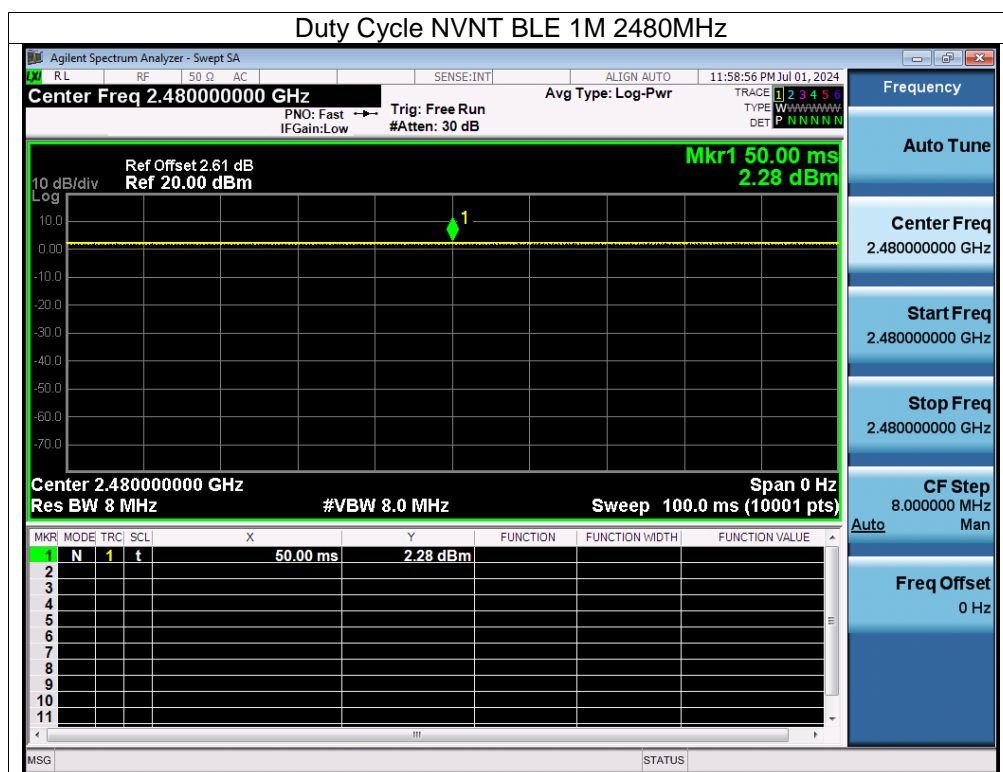 Duty Cycle NVNT BLE 1M 2480MHz
Agilent Spectrum Analyzer - Swept SA
LXI RL RF 50 Ω AC SENSE:INT ALIGN AUTO 11:58:56 PM Jul 01, 2024
Center Freq 2.480000000 GHz
PNO: Fast
IFGain:Low
Trig: Free Run
#Atten: 30 dB
Avg Type: Log-Pwr
TRACE 1 2 3 4 5 6
TYPE WWWWWWW
DET P N N N N N
Mkr1 50.00 ms
2.28 dBm
Ref Offset 2.61 dB
10 dB/div Ref 20.00 dBm
Log
1
10.0
0.00
-10.0
-20.0
-30.0
-40.0
-50.0
-60.0
-70.0
Center 2.480000000 GHz Span 0 Hz
Res BW 8 MHz #VBW 8.0 MHz Sweep 100.0 ms (10001 pts)
MKR MODE TRC SCL X Y FUNCTION FUNCTION WIDTH FUNCTION VALUE
1 N 1 t 50.00 ms 2.28 dBm
2
3
4
5
6
7
8
9
10
11
MSG STATUS
Frequency
Auto Tune
Center Freq
2.480000000 GHz
Start Freq
2.480000000 GHz
Stop Freq
2.480000000 GHz
CF Step
8.000000 MHz
Auto Man
Freq Offset
0 Hz